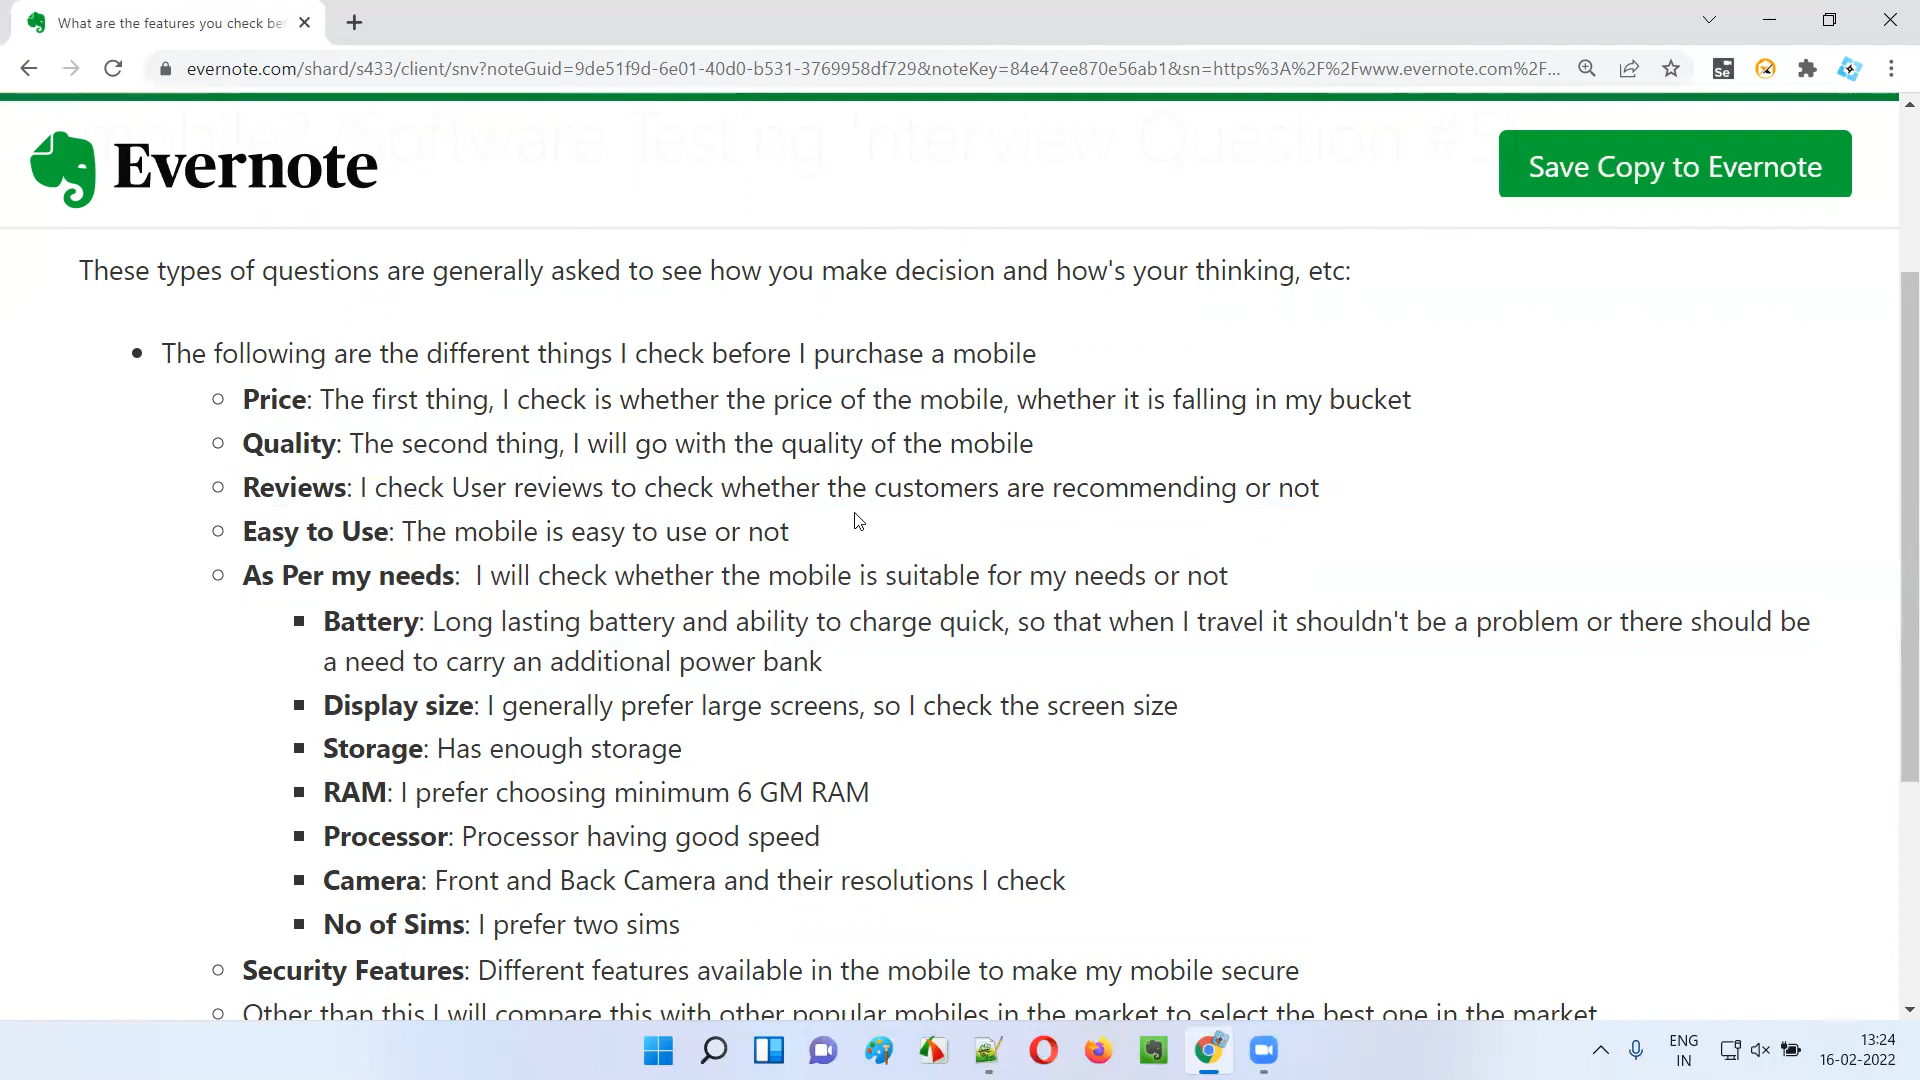 What are the features you check be
evernote.com/shard/s433/client/snv?noteGuid=9de51f9d-6e01-40d0-b531-3769958df729&noteKey=84e47ee870e56ab1&sn=https%3A%2F%2Fwww.evernote.com%2F...
Se
mobile? (Software Testing Interview Question #5)
Evernote
Save Copy to Evernote
These types of questions are generally asked to see how you make decision and how's your thinking, etc:
The following are the different things I check before I purchase a mobile
Price: The first thing, I check is whether the price of the mobile, whether it is falling in my bucket
Quality: The second thing, I will go with the quality of the mobile
Reviews: I check User reviews to check whether the customers are recommending or not
Easy to Use: The mobile is easy to use or not
As Per my needs:  I will check whether the mobile is suitable for my needs or not
Battery: Long lasting battery and ability to charge quick, so that when I travel it shouldn't be a problem or there should be
a need to carry an additional power bank
Display size: I generally prefer large screens, so I check the screen size
Storage: Has enough storage
RAM: I prefer choosing minimum 6 GM RAM
Processor: Processor having good speed
Camera: Front and Back Camera and their resolutions I check
No of Sims: I prefer two sims
Security Features: Different features available in the mobile to make my mobile secure
Other than this I will compare this with other popular mobiles in the market to select the best one in the market
ENG
IN
13:24
16-02-2022